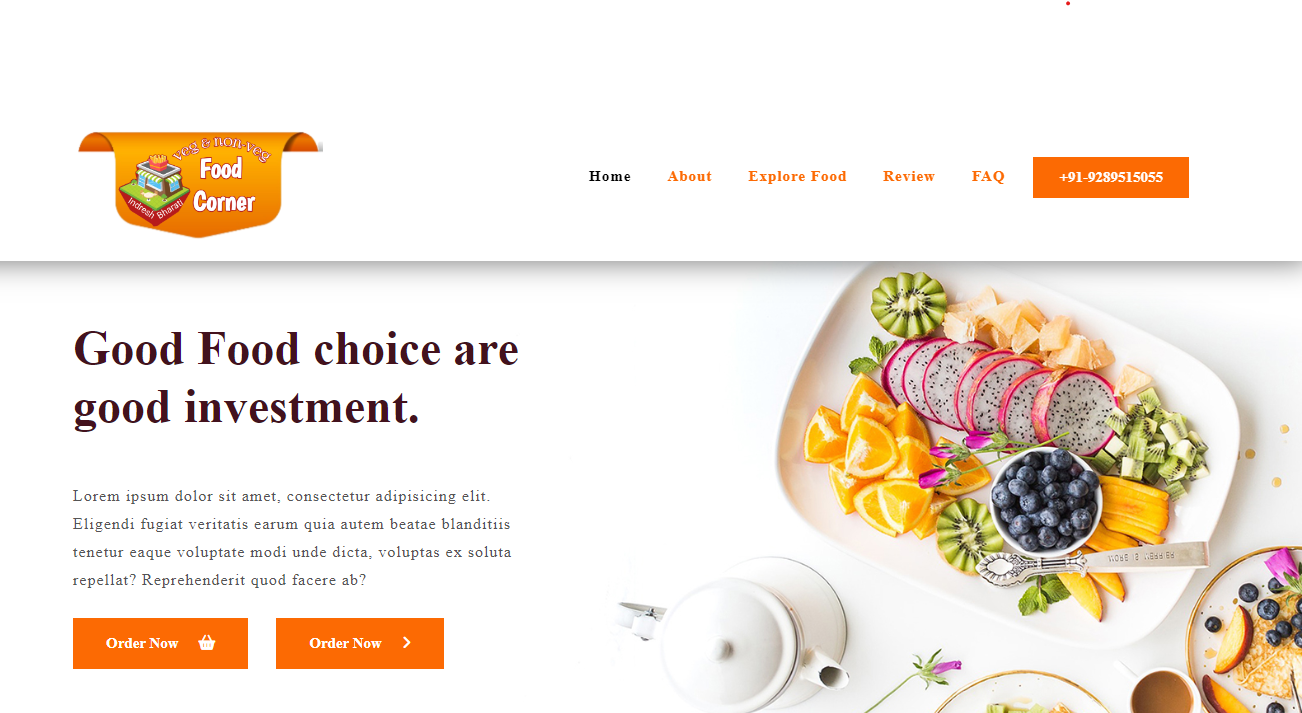 veg & non-veg
Food
Corner
Indresh Bharati
Home
About
Explore Food
Review
FAQ
+91-9289515055
Good Food choice are
good investment.
Lorem ipsum dolor sit amet, consectetur adipisicing elit.
Eligendi fugiat veritatis earum quia autem beatae blanditiis
tenetur eaque voluptate modi unde dicta, voluptas ex soluta
repellat? Reprehenderit quod facere ab?
Order Now
Order Now